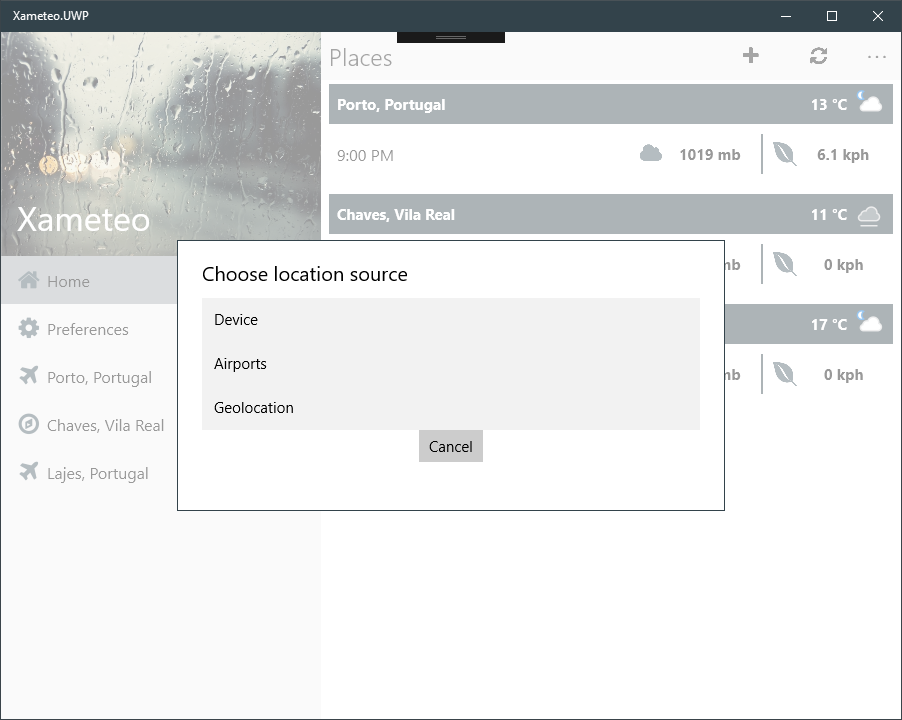 Xameteo.UWP
Places
Porto, Portugal 13 °C
9:00 PM 1019 mb 6.1 kph
Xameteo
Chaves, Vila Real 11 °C
mb 0 kph
Home
Preferences
Porto, Portugal
Chaves, Vila Real
Lajes, Portugal
17 °C
mb 0 kph
Choose location source
Device
Airports
Geolocation
Cancel